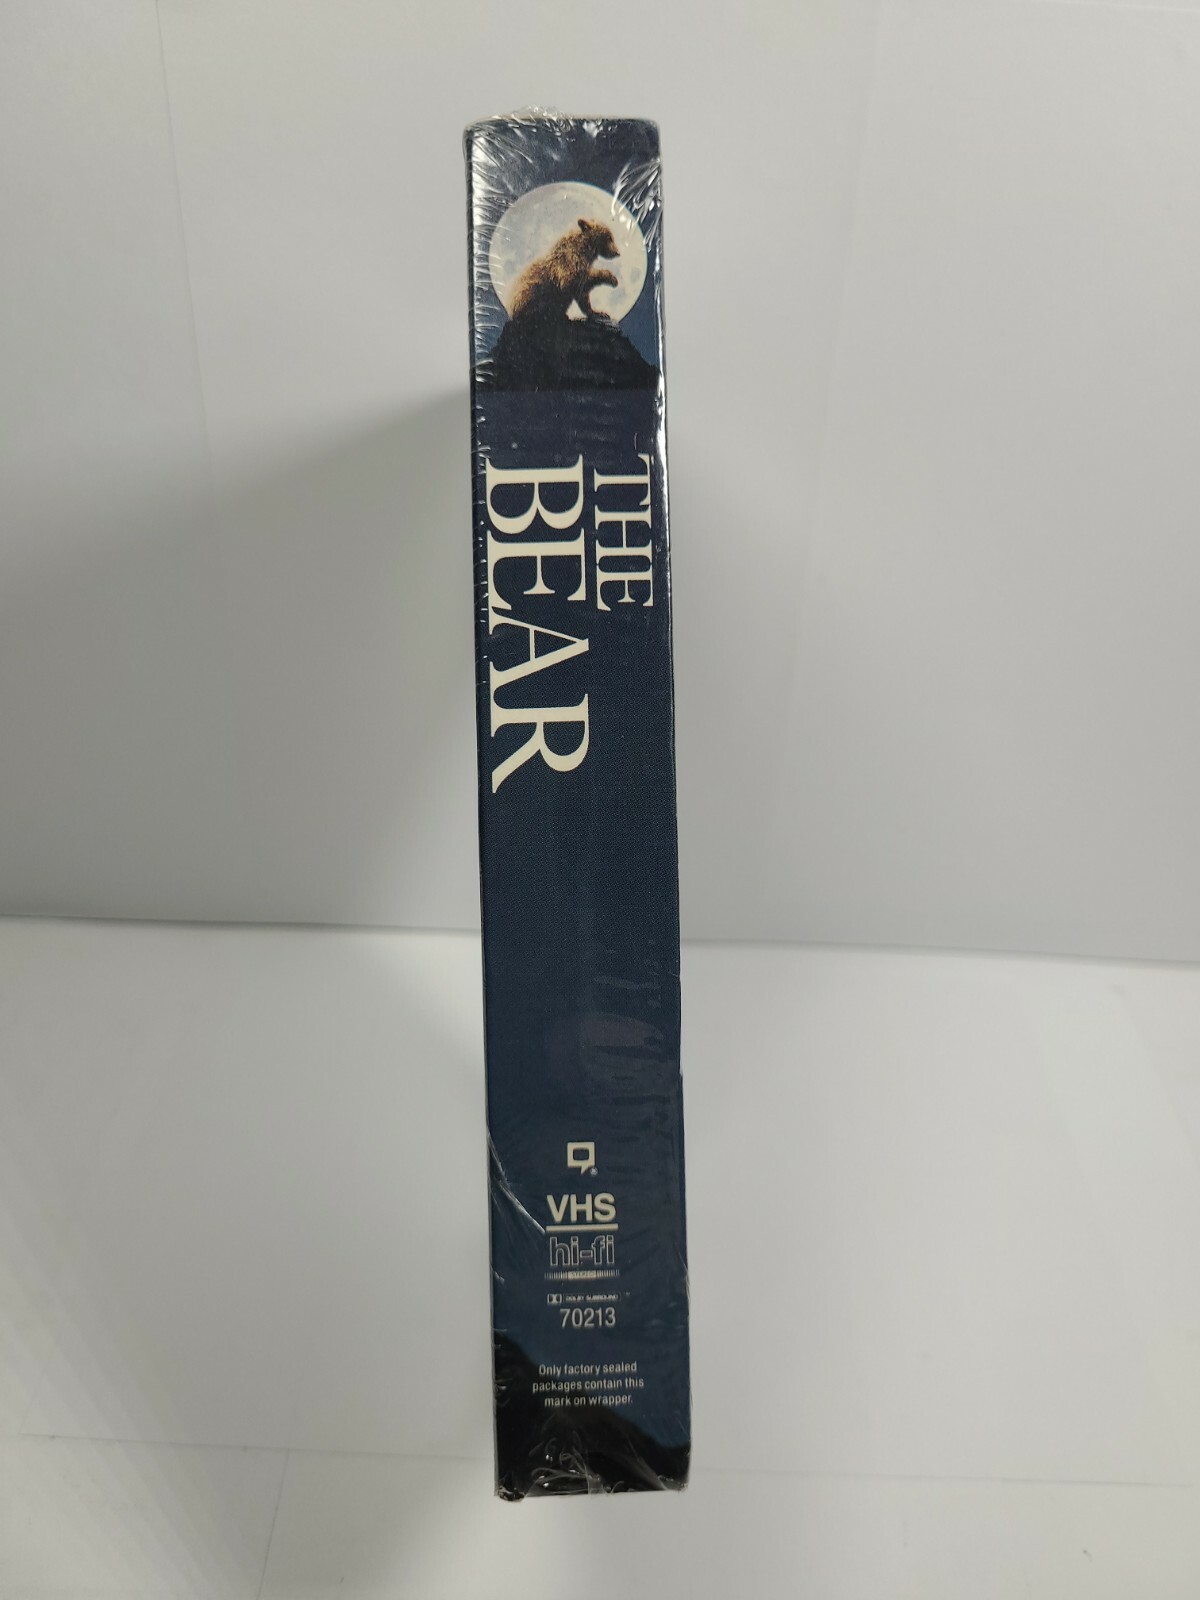 THE
BEAR
VHS
hi-fi
DOLBY SURROUND
70213
Only factory sealed
packages contain this
mark on wrapper.